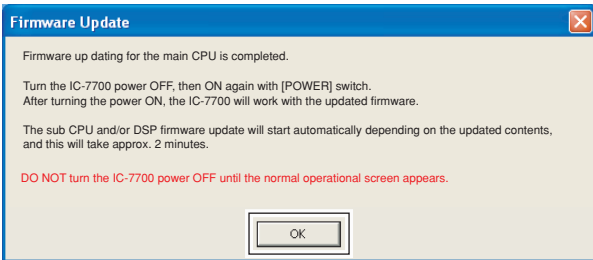 Firmware Update
Firmware up dating for the main CPU is completed.
Turn the IC-7700 power OFF, then ON again with [POWER] switch.
After turning the power ON, the IC-7700 will work with the updated firmware.
The sub CPU and/or DSP firmware update will start automatically depending on the updated contents,
and this will take approx. 2 minutes.
DO NOT turn the IC-7700 power OFF until the normal operational screen appears.
OK